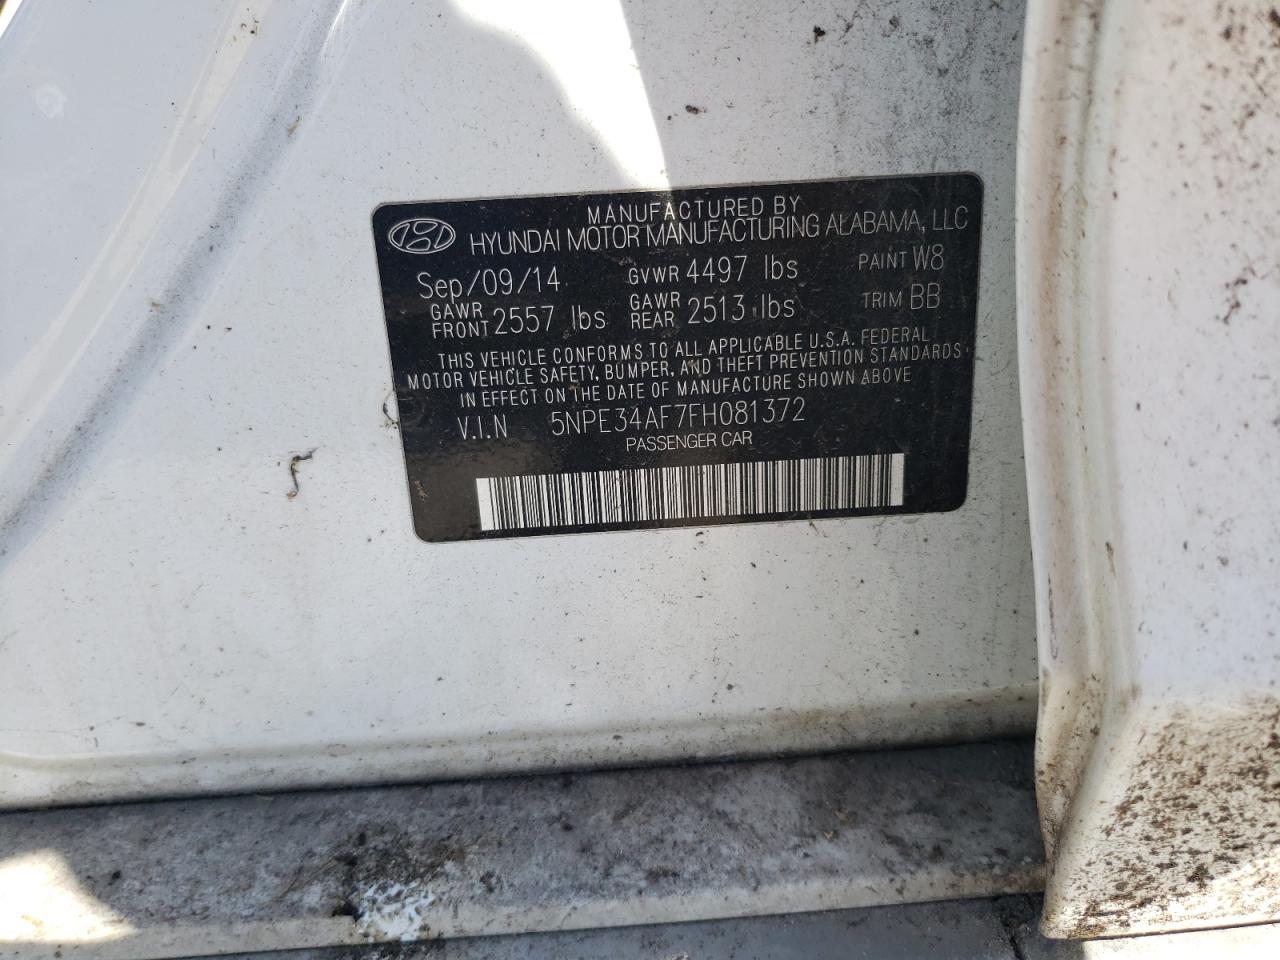 MANUFACTURED BY
HYUNDAI MOTOR MANUFACTURING ALABAMA, LLC
Sep/09/14 GVWR 4497 lbs PAINT W8
GAWR FRONT 2557 lbs GAWR REAR 2513 lbs TRIM BB
THIS VEHICLE CONFORMS TO ALL APPLICABLE U.S.A. FEDERAL
MOTOR VEHICLE SAFETY, BUMPER, AND THEFT PREVENTION STANDARDS
IN EFFECT ON THE DATE OF MANUFACTURE SHOWN ABOVE
V.I.N 5NPE34AF7FH081372
PASSENGER CAR